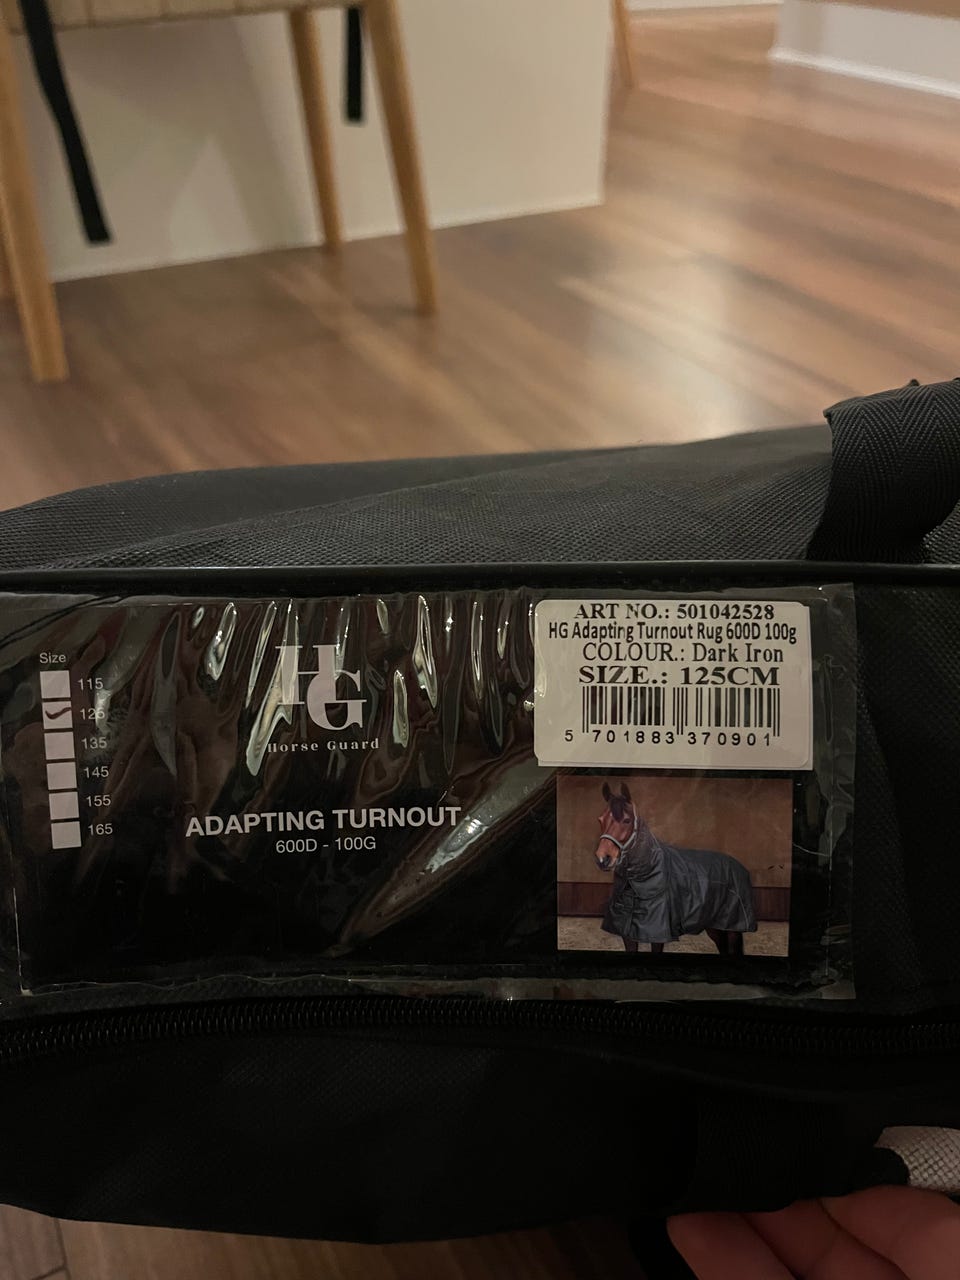 Size
115
125
135
145
155
165
HG
Horse Guard
ADAPTING TURNOUT
600D - 100G
ART NO.: 501042528
HG Adapting Turnout Rug 600D 100g
COLOUR.: Dark Iron
SIZE.: 125CM
5 701883 370901